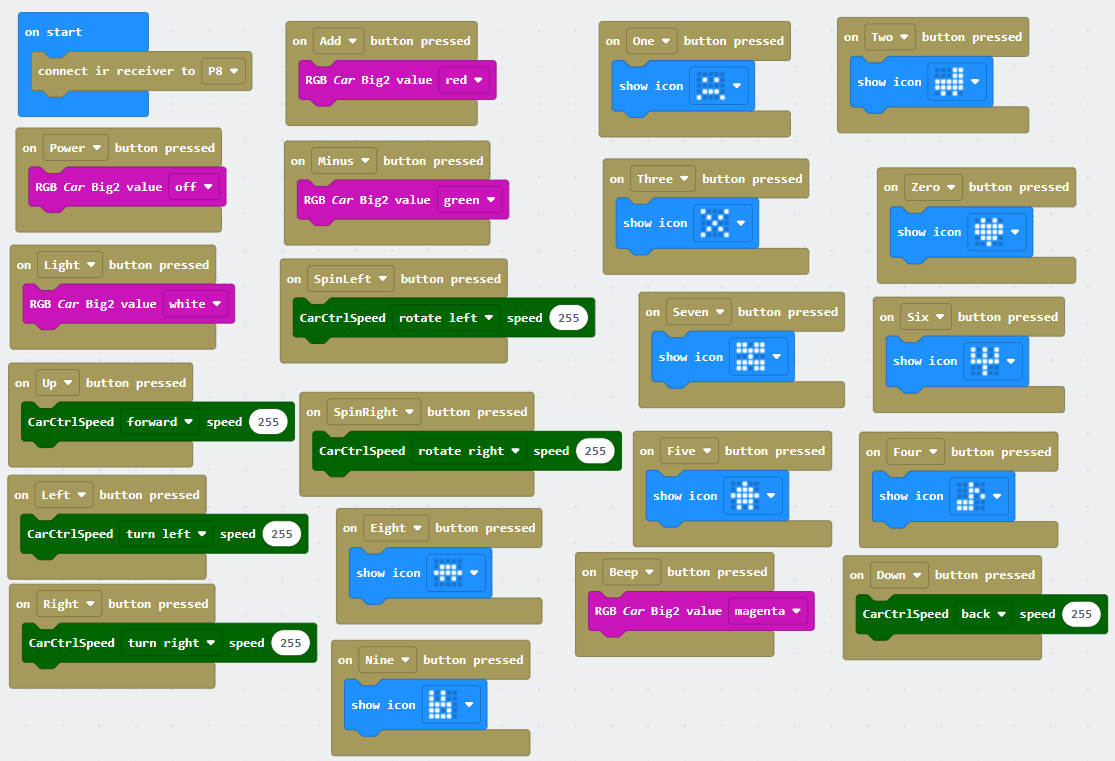 on start
connect ir receiver to P8
on Power button pressed
RGB Car Big2 value off
on Light button pressed
RGB Car Big2 value white
on Up button pressed
CarCtrlSpeed forward speed 255
on Left button pressed
CarCtrlSpeed turn left speed 255
on Right button pressed
CarCtrlSpeed turn right speed 255
on Add button pressed
RGB Car Big2 value red
on Minus button pressed
RGB Car Big2 value green
on SpinLeft button pressed
CarCtrlSpeed rotate left speed 255
on SpinRight button pressed
CarCtrlSpeed rotate right speed 255
on Eight button pressed
show icon
on Nine button pressed
show icon
on One button pressed
show icon
on Three button pressed
show icon
on Seven button pressed
show icon
on Five button pressed
show icon
on Beep button pressed
RGB Car Big2 value magenta
on Two button pressed
show icon
on Zero button pressed
show icon
on Six button pressed
show icon
on Four button pressed
show icon
on Down button pressed
CarCtrlSpeed back speed 255